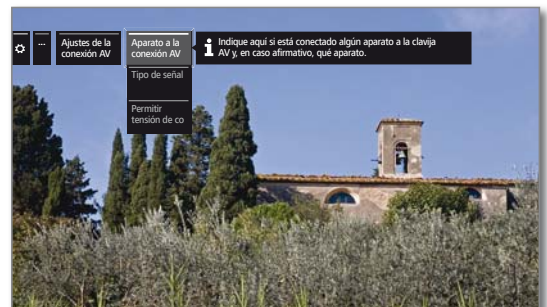 ...
Ajustes de la
conexión AV
Aparato a la
conexión AV
Indique aquí si está conectado algún aparato a la clavija
AV y, en caso afirmativo, qué aparato.
Tipo de señal
Permitir
tensión de co